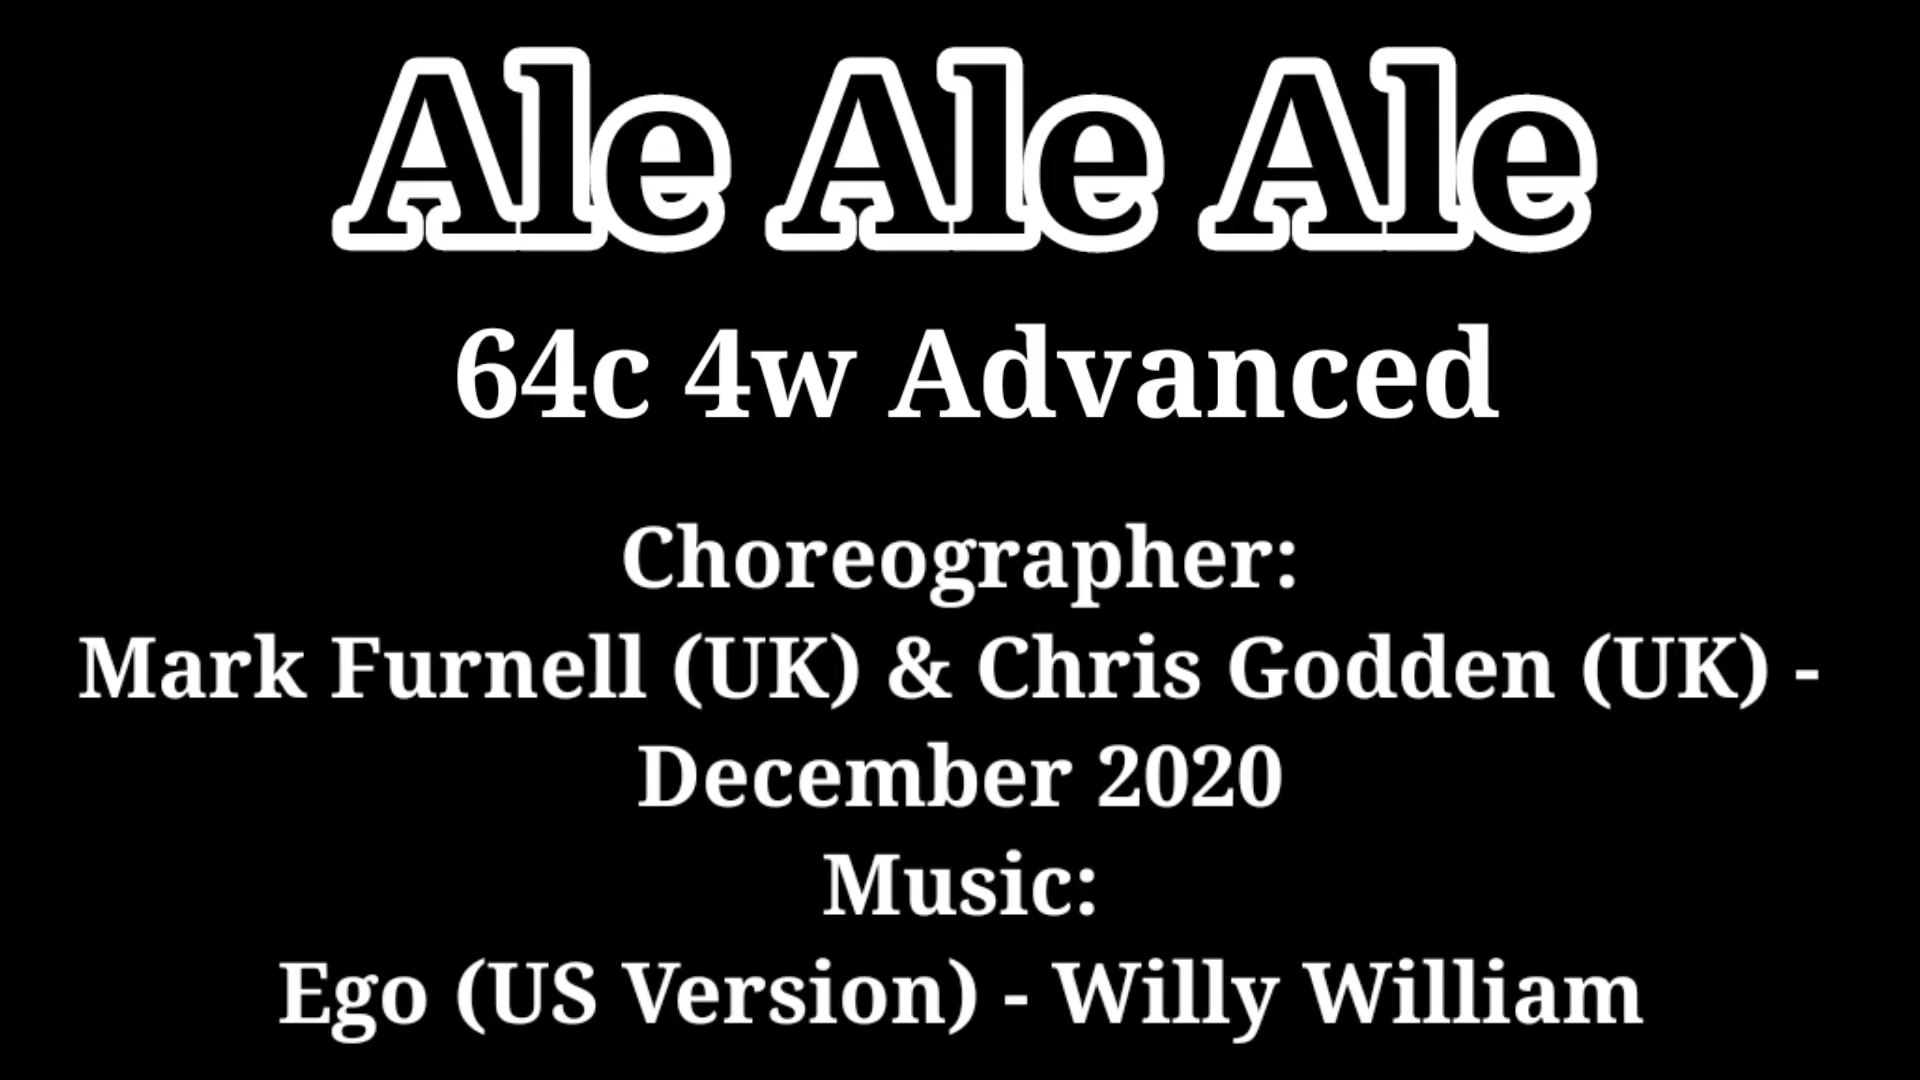 Ale Ale Ale
64c 4w Advanced
Choreographer:
Mark Furnell (UK) & Chris Godden (UK) -
December 2020
Music:
Ego (US Version) - Willy William